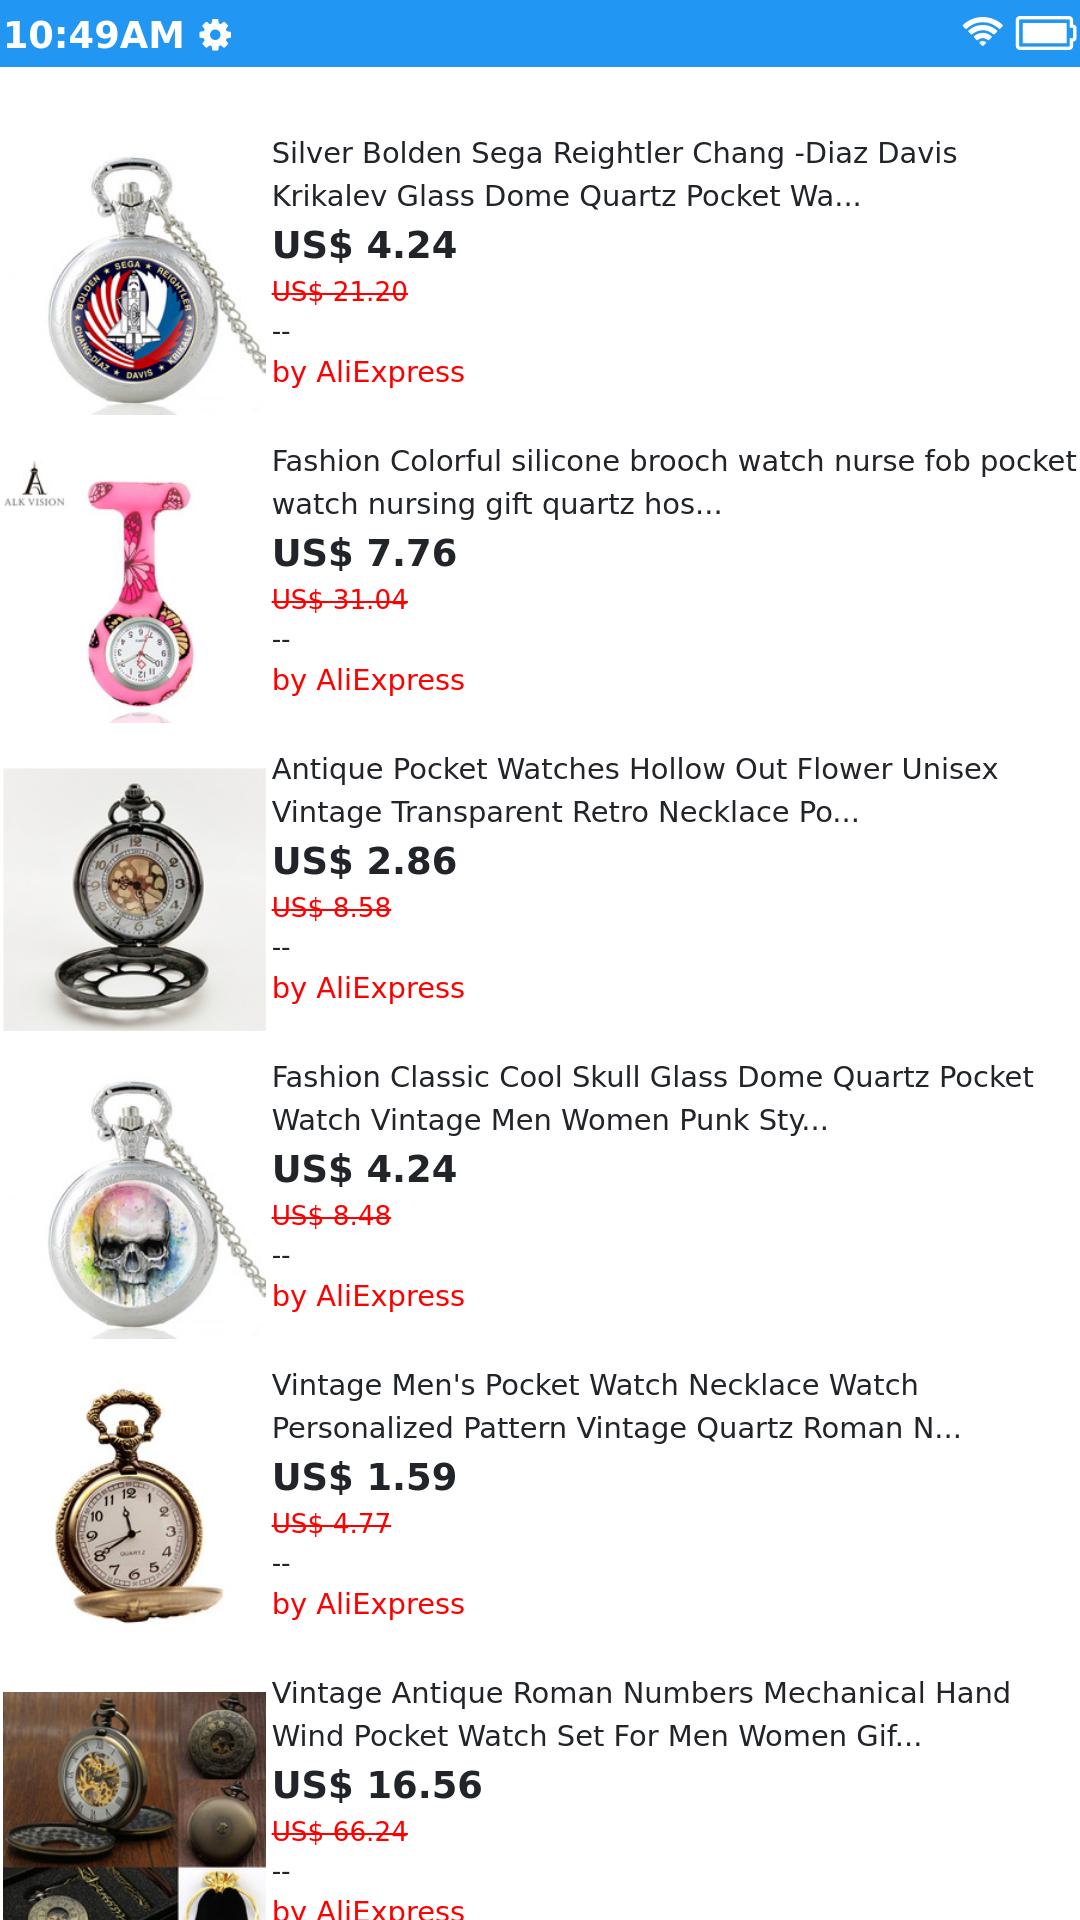 10:49AM
Silver Bolden Sega Reightler Chang -Diaz Davis
Krikalev Glass Dome Quartz Pocket Wa...
US$ 4.24
US$ 21.20
--
by AliExpress
BOLDEN ★ SEGA ★ REIGHTLER ★ KRIKALEV ★ DAVIS ★ CHANG-DIAZ ★
Fashion Colorful silicone brooch watch nurse fob pocket
watch nursing gift quartz hos...
US$ 7.76
US$ 31.04
--
by AliExpress
ALK VISION
Antique Pocket Watches Hollow Out Flower Unisex
Vintage Transparent Retro Necklace Po...
US$ 2.86
US$ 8.58
--
by AliExpress
Fashion Classic Cool Skull Glass Dome Quartz Pocket
Watch Vintage Men Women Punk Sty...
US$ 4.24
US$ 8.48
--
by AliExpress
Vintage Men's Pocket Watch Necklace Watch
Personalized Pattern Vintage Quartz Roman N...
US$ 1.59
US$ 4.77
--
by AliExpress
QUARTZ
Vintage Antique Roman Numbers Mechanical Hand
Wind Pocket Watch Set For Men Women Gif...
US$ 16.56
US$ 66.24
--
by AliExpress